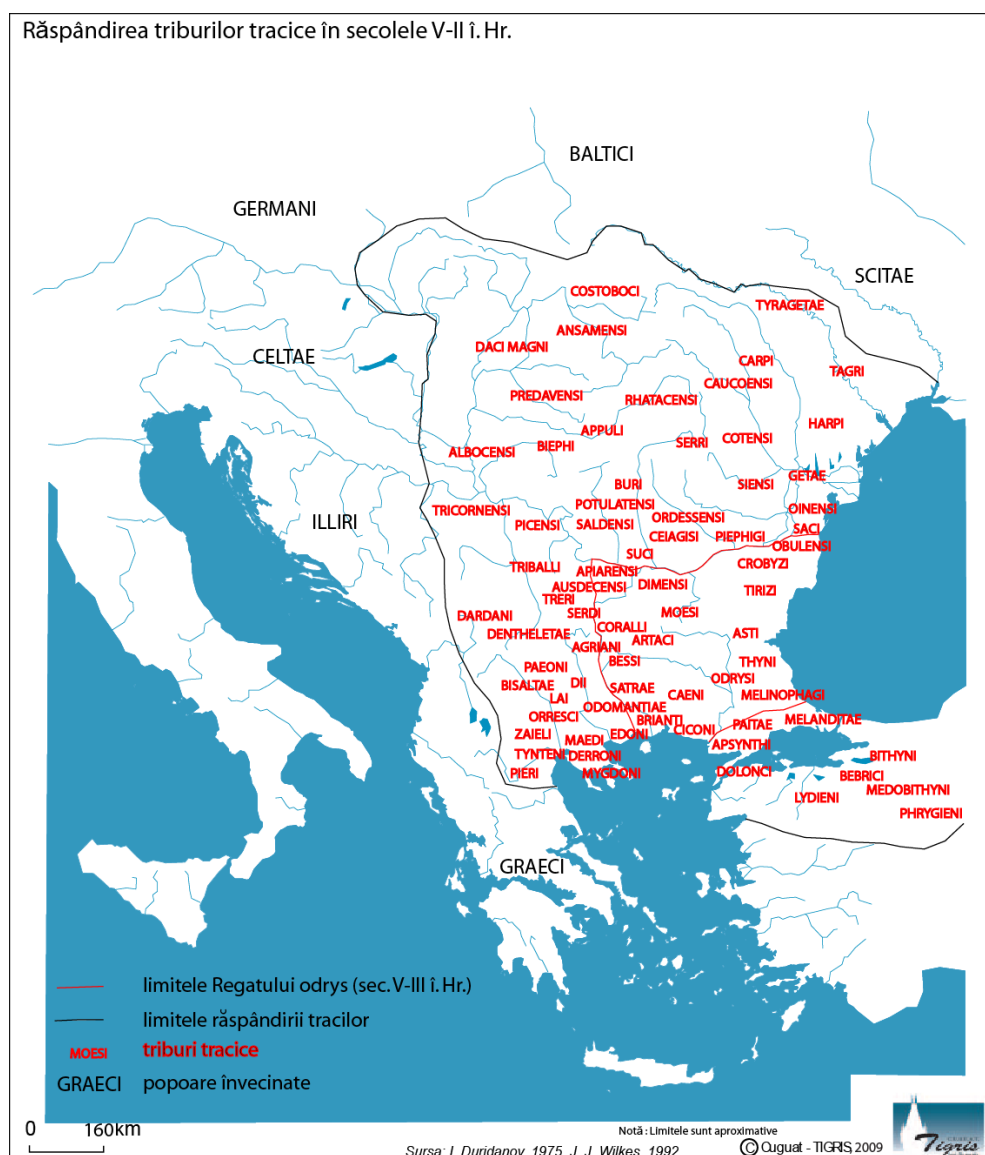 Răspândirea triburilor tracice în secolele V-II î. Hr.
BALTICI
GERMANI
SCITAE
COSTOBOCI
TYRAGETAE
ANSAMENSI
DACI MAGNI
CELTAE
CARPI
TAGRI
CAUCOENSI
PREDAVENSI
RHATACENSI
HARPI
APPULI
COTENSI
SERRI
BIEPHI
ALBOCENSI
GETAE
BURI
SIENSI
POTULATENSI
OINENSI
TRICORNENSI
ORDESSENSI
ILLIRI
PICENSI
SALDENSI
SACI
CEIAGISI
PIEPHIGI
OBULENSI
SUCI
CROBYZI
TRIBALLI
APIARENSI
AUSDECENSI
DIMENSI
TIRIZI
TRERI
SERDI
MOESI
DARDANI
CORALLI
DENTHELETAE
ARTACI
ASTI
AGRIANI
BESSI
THYNI
PAEONI
ODRYSI
BISALTAE
DII
SATRAE
CAENI
MELINOPHAGI
LAI
ODOMANTIAE
ORRESCI
BRIANTI
MELANDITAE
CICONI
PAITAE
ZAIELI
MAEDI
EDONI
APSYNTHI
TYNTENI
DERRONI
BITHYNI
PIERI
MYGDONI
DOLONCI
BEBRICI
MEDOBITHYNI
LYDIENI
PHRYGIENI
GRAECI
limitele Regatului odrys (sec. V-III î. Hr.)
limitele răspândirii tracilor
MOESI triburi tracice
GRAECI popoare învecinate
0 160km
Notă : Limitele sunt aproximative
Sursa: I. Duridanov, 1975, J. J. Wilkes, 1992
© Cuguat - TIGRIS, 2009
Tigris